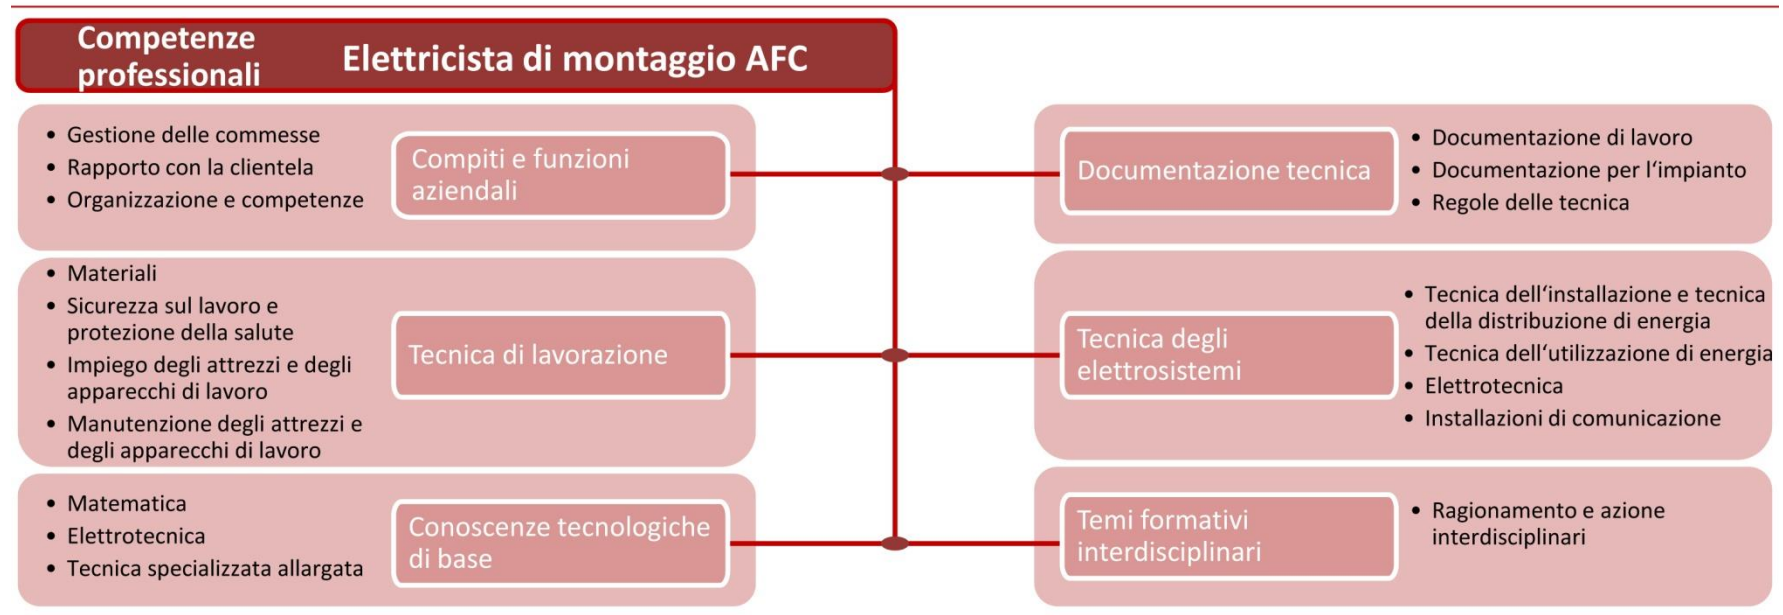 Competenze
professionali
Elettricista di montaggio AFC
• Gestione delle commesse
• Rapporto con la clientela
• Organizzazione e competenze
Compiti e funzioni
aziendali
Documentazione tecnica
• Documentazione di lavoro
• Documentazione per l‘impianto
• Regole delle tecnica
• Materiali
• Sicurezza sul lavoro e
protezione della salute
• Impiego degli attrezzi e degli
apparecchi di lavoro
• Manutenzione degli attrezzi e
degli apparecchi di lavoro
Tecnica di lavorazione
Tecnica degli
elettrosistemi
• Tecnica dell‘installazione e tecnica
della distribuzione di energia
• Tecnica dell‘utilizzazione di energia
• Elettrotecnica
• Installazioni di comunicazione
• Matematica
• Elettrotecnica
• Tecnica specializzata allargata
Conoscenze tecnologiche
di base
Temi formativi
interdisciplinari
• Ragionamento e azione
interdisciplinari